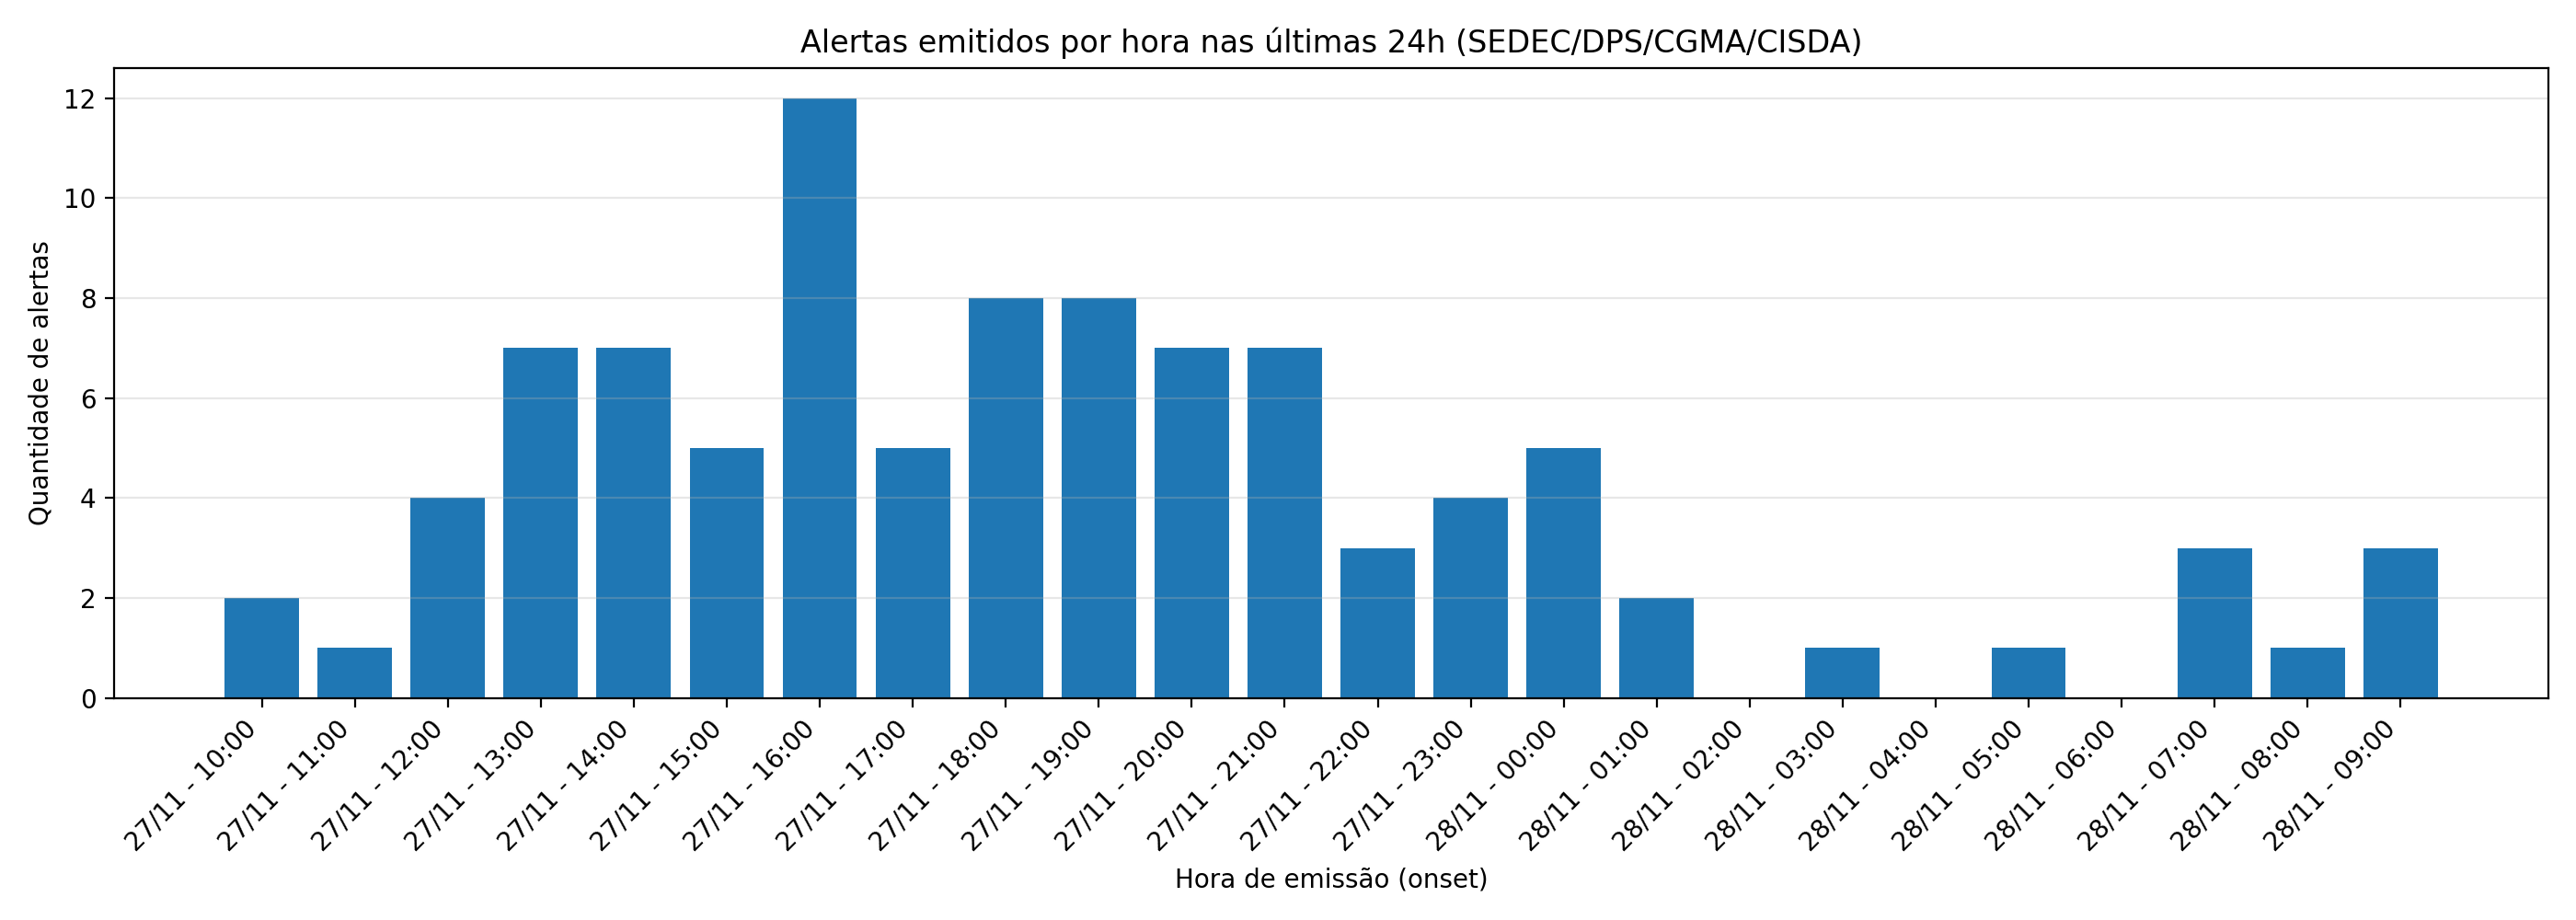 Alertas emitidos por hora nas últimas 24h (SEDEC/DPS/CGMA/CISDA)
Quantidade de alertas
12
10
8
6
4
2
0
27/11 - 10:00
27/11 - 11:00
27/11 - 12:00
27/11 - 13:00
27/11 - 14:00
27/11 - 15:00
27/11 - 16:00
27/11 - 17:00
27/11 - 18:00
27/11 - 19:00
27/11 - 20:00
27/11 - 21:00
27/11 - 22:00
27/11 - 23:00
28/11 - 00:00
28/11 - 01:00
28/11 - 02:00
28/11 - 03:00
28/11 - 04:00
28/11 - 05:00
28/11 - 06:00
28/11 - 07:00
28/11 - 08:00
28/11 - 09:00
Hora de emissão (onset)